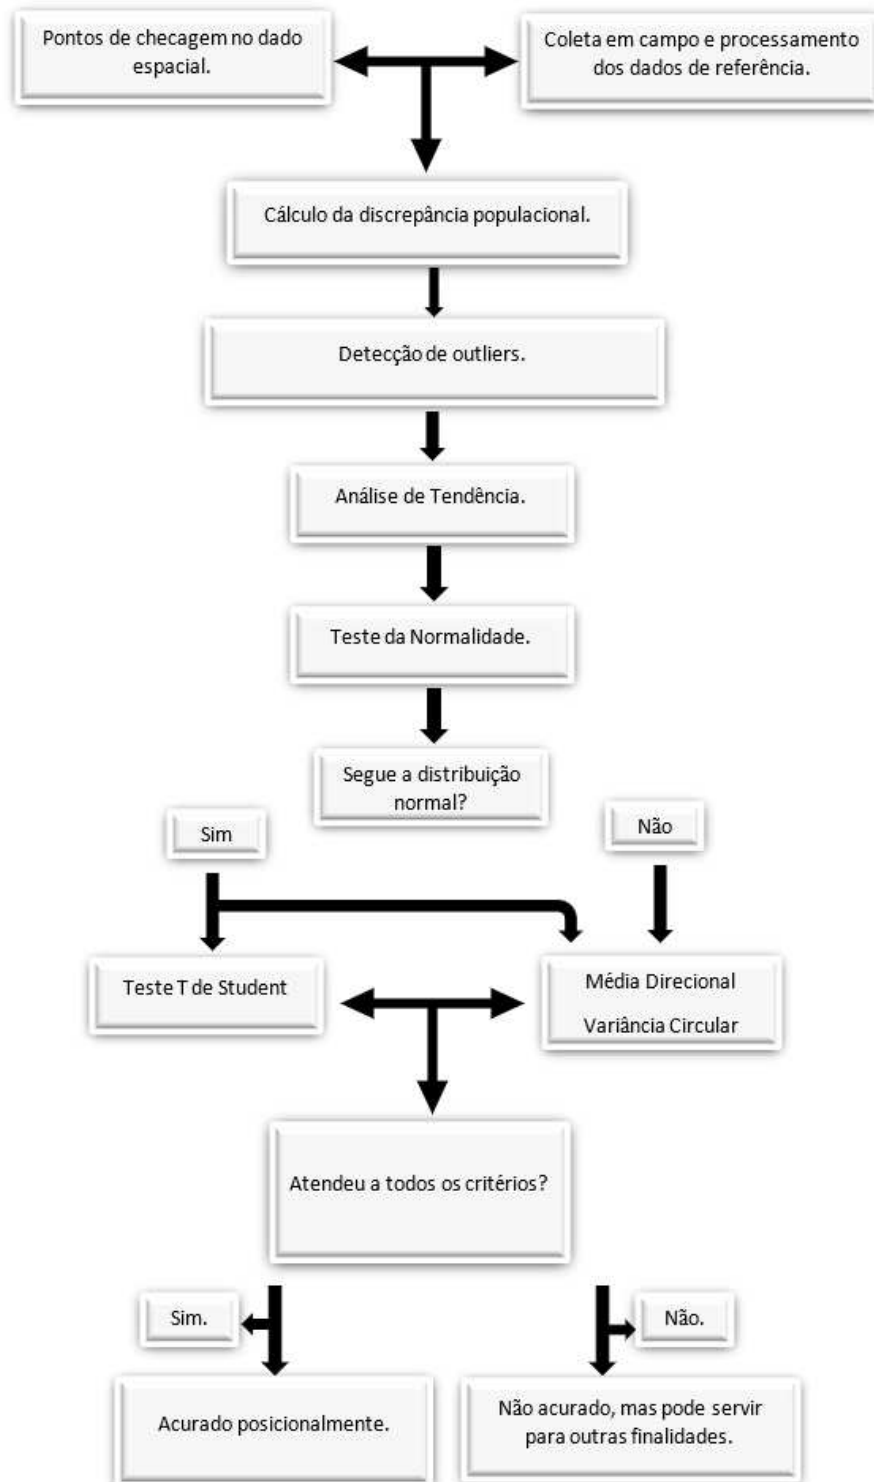 Pontos de checagem no dado
espacial.
Coleta em campo e processamento
dos dados de referência.
Cálculo da discrepância populacional.
Detecção de outliers.
Análise de Tendência.
Teste da Normalidade.
Segue a distribuição
normal?
Sim
Não
Teste T de Student
Média Direcional
Variância Circular
Atendeu a todos os critérios?
Sim.
Não.
Acurado posicionalmente.
Não acurado, mas pode servir
para outras finalidades.